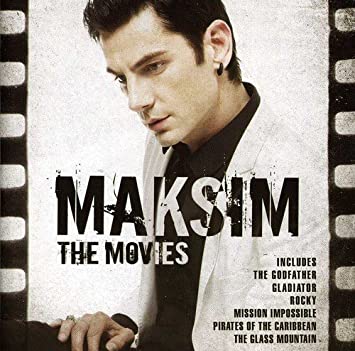 MAKSIM
THE MOVIES
INCLUDES
THE GODFATHER
GLADIATOR
ROCKY
MISSION IMPOSSIBLE
PIRATES OF THE CARIBBEAN
THE GLASS MOUNTAIN